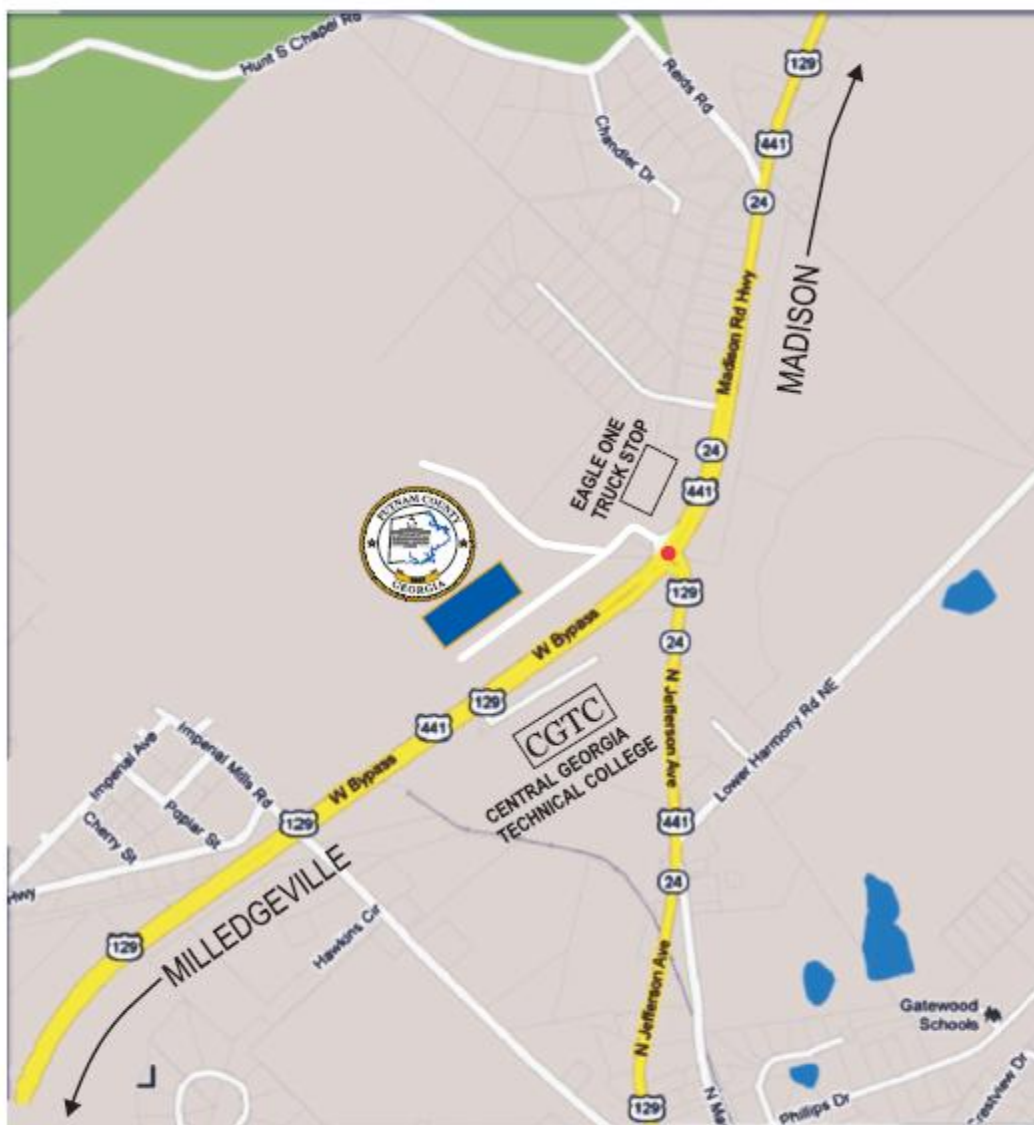 Hunt S Chapel Rd
Reids Rd
129
Chandler Dr
441
24
MADISON
Madison Rd Hwy
EAGLE ONE
TRUCK STOP
24
441
PUTNAM COUNTY
GEORGIA
129
W Bypass
24
N Jefferson Ave
Lower Harmony Rd NE
129
441
CGTC
CENTRAL GEORGIA
TECHNICAL COLLEGE
W Bypass
Imperial Ave
Imperial Mills Rd
Poplar St
Cherry St
129
441
Hwy
24
MILLEDGEVILLE
Hawkins Cir
129
N Jefferson Ave
Gatewood
Schools
N Ma
129
Phillips Dr
restview Dr